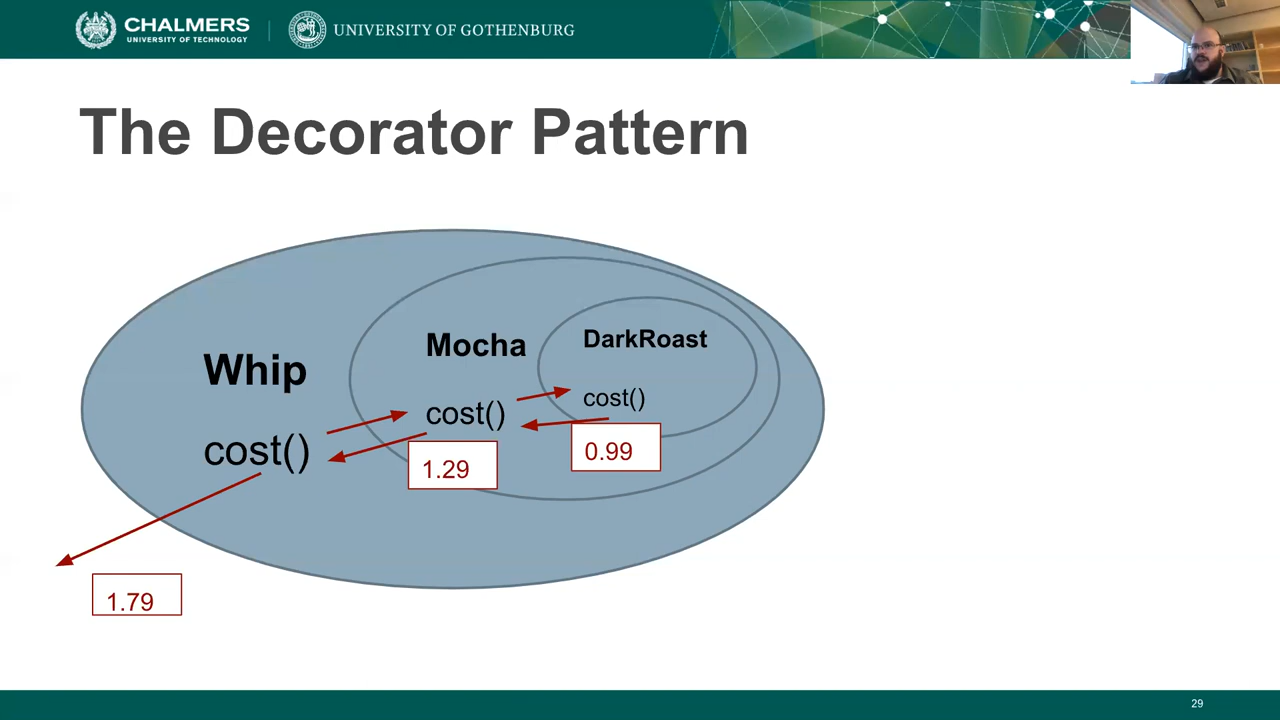 CHALMERS
UNIVERSITY OF TECHNOLOGY
UNIVERSITY OF GOTHENBURG
The Decorator Pattern
Whip
cost()
Mocha
cost()
DarkRoast
cost()
0.99
1.29
1.79
29